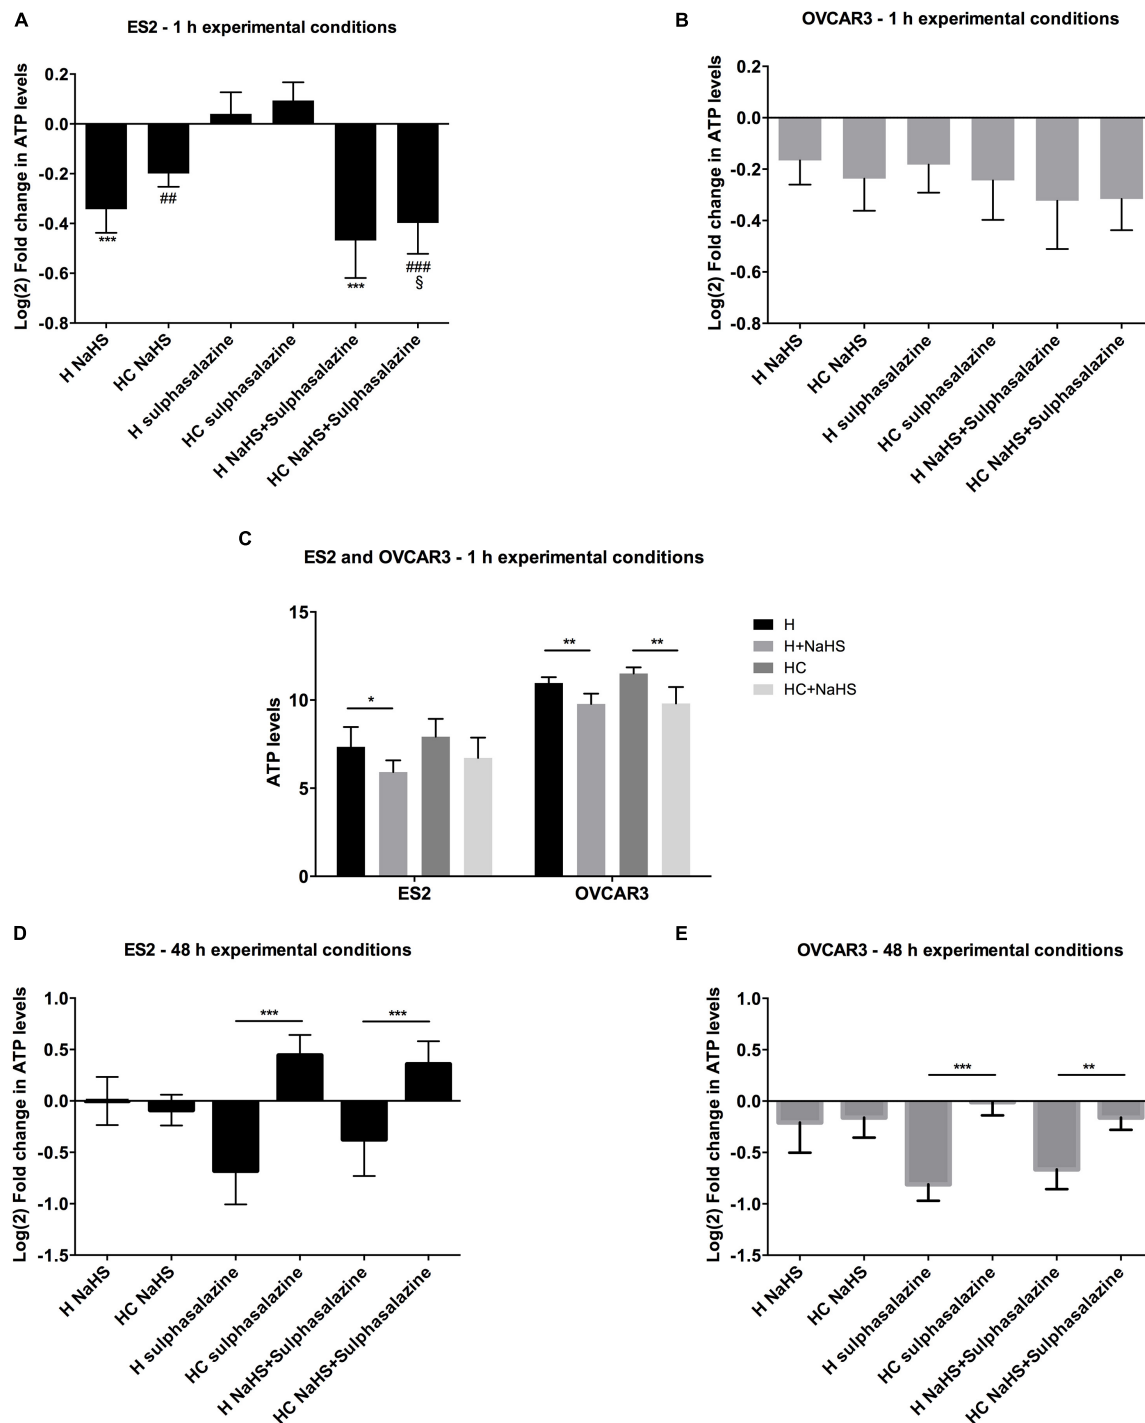 A
ES2 - 1 h experimental conditions
Log(2) Fold change in ATP levels
0.2
0.0
-0.2
-0.4
-0.6
-0.8
***
##
***
###
§
H NaHS
HC NaHS
H sulphasalazine
HC sulphasalazine
H NaHS+Sulphasalazine
HC NaHS+Sulphasalazine
B
OVCAR3 - 1 h experimental conditions
Log(2) Fold change in ATP levels
0.2
0.0
-0.2
-0.4
-0.6
-0.8
H NaHS
HC NaHS
H sulphasalazine
HC sulphasalazine
H NaHS+Sulphasalazine
HC NaHS+Sulphasalazine
C
ES2 and OVCAR3 - 1 h experimental conditions
ATP levels
15
10
5
0
*
**
**
ES2
OVCAR3
H
H+NaHS
HC
HC+NaHS
D
ES2 - 48 h experimental conditions
Log(2) Fold change in ATP levels
1.0
0.5
0.0
-0.5
-1.0
-1.5
***
***
H NaHS
HC NaHS
H sulphasalazine
HC sulphasalazine
H NaHS+Sulphasalazine
HC NaHS+Sulphasalazine
E
OVCAR3 - 48 h experimental conditions
Log(2) Fold change in ATP levels
1.0
0.5
0.0
-0.5
-1.0
-1.5
***
**
H NaHS
HC NaHS
H sulphasalazine
HC sulphasalazine
H NaHS+Sulphasalazine
HC NaHS+Sulphasalazine